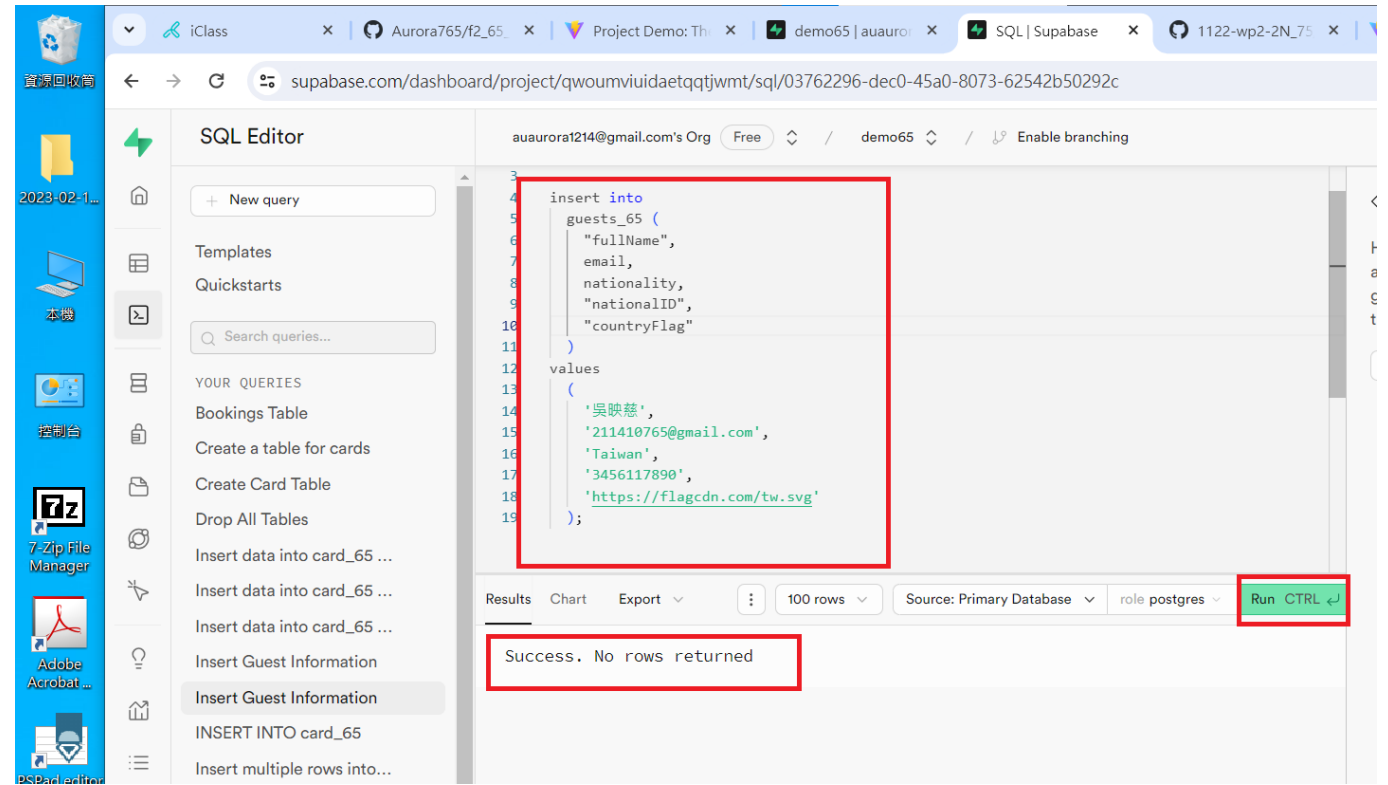 資源回收筒
2023-02-1...
本機
控制台
7z
7-Zip File
Manager
Adobe
Acrobat ...
PSPad editor
iClass
Aurora765/f2_65_
Project Demo: Th
demo65 | auauror
SQL | Supabase
1122-wp2-2N_75
supabase.com/dashboard/project/qwoumviuidaetqqtjwmt/sql/03762296-dec0-45a0-8073-62542b50292c
SQL Editor
auaurora1214@gmail.com's Org Free / demo65 / Enable branching
New query
Templates
Quickstarts
Search queries...
YOUR QUERIES
Bookings Table
Create a table for cards
Create Card Table
Drop All Tables
Insert data into card_65 ...
Insert data into card_65 ...
Insert data into card_65 ...
Insert Guest Information
Insert Guest Information
INSERT INTO card_65
Insert multiple rows into...
3
4 insert into
5 guests_65 (
6 "fullName",
7 email,
8 nationality,
9 "nationalID",
10 "countryFlag"
11 )
12 values
13 (
14 '吳映慈',
15 '211410765@gmail.com',
16 'Taiwan',
17 '3456117890',
18 'https://flagcdn.com/tw.svg'
19 );
Results Chart Export 100 rows Source: Primary Database role postgres Run CTRL
Success. No rows returned